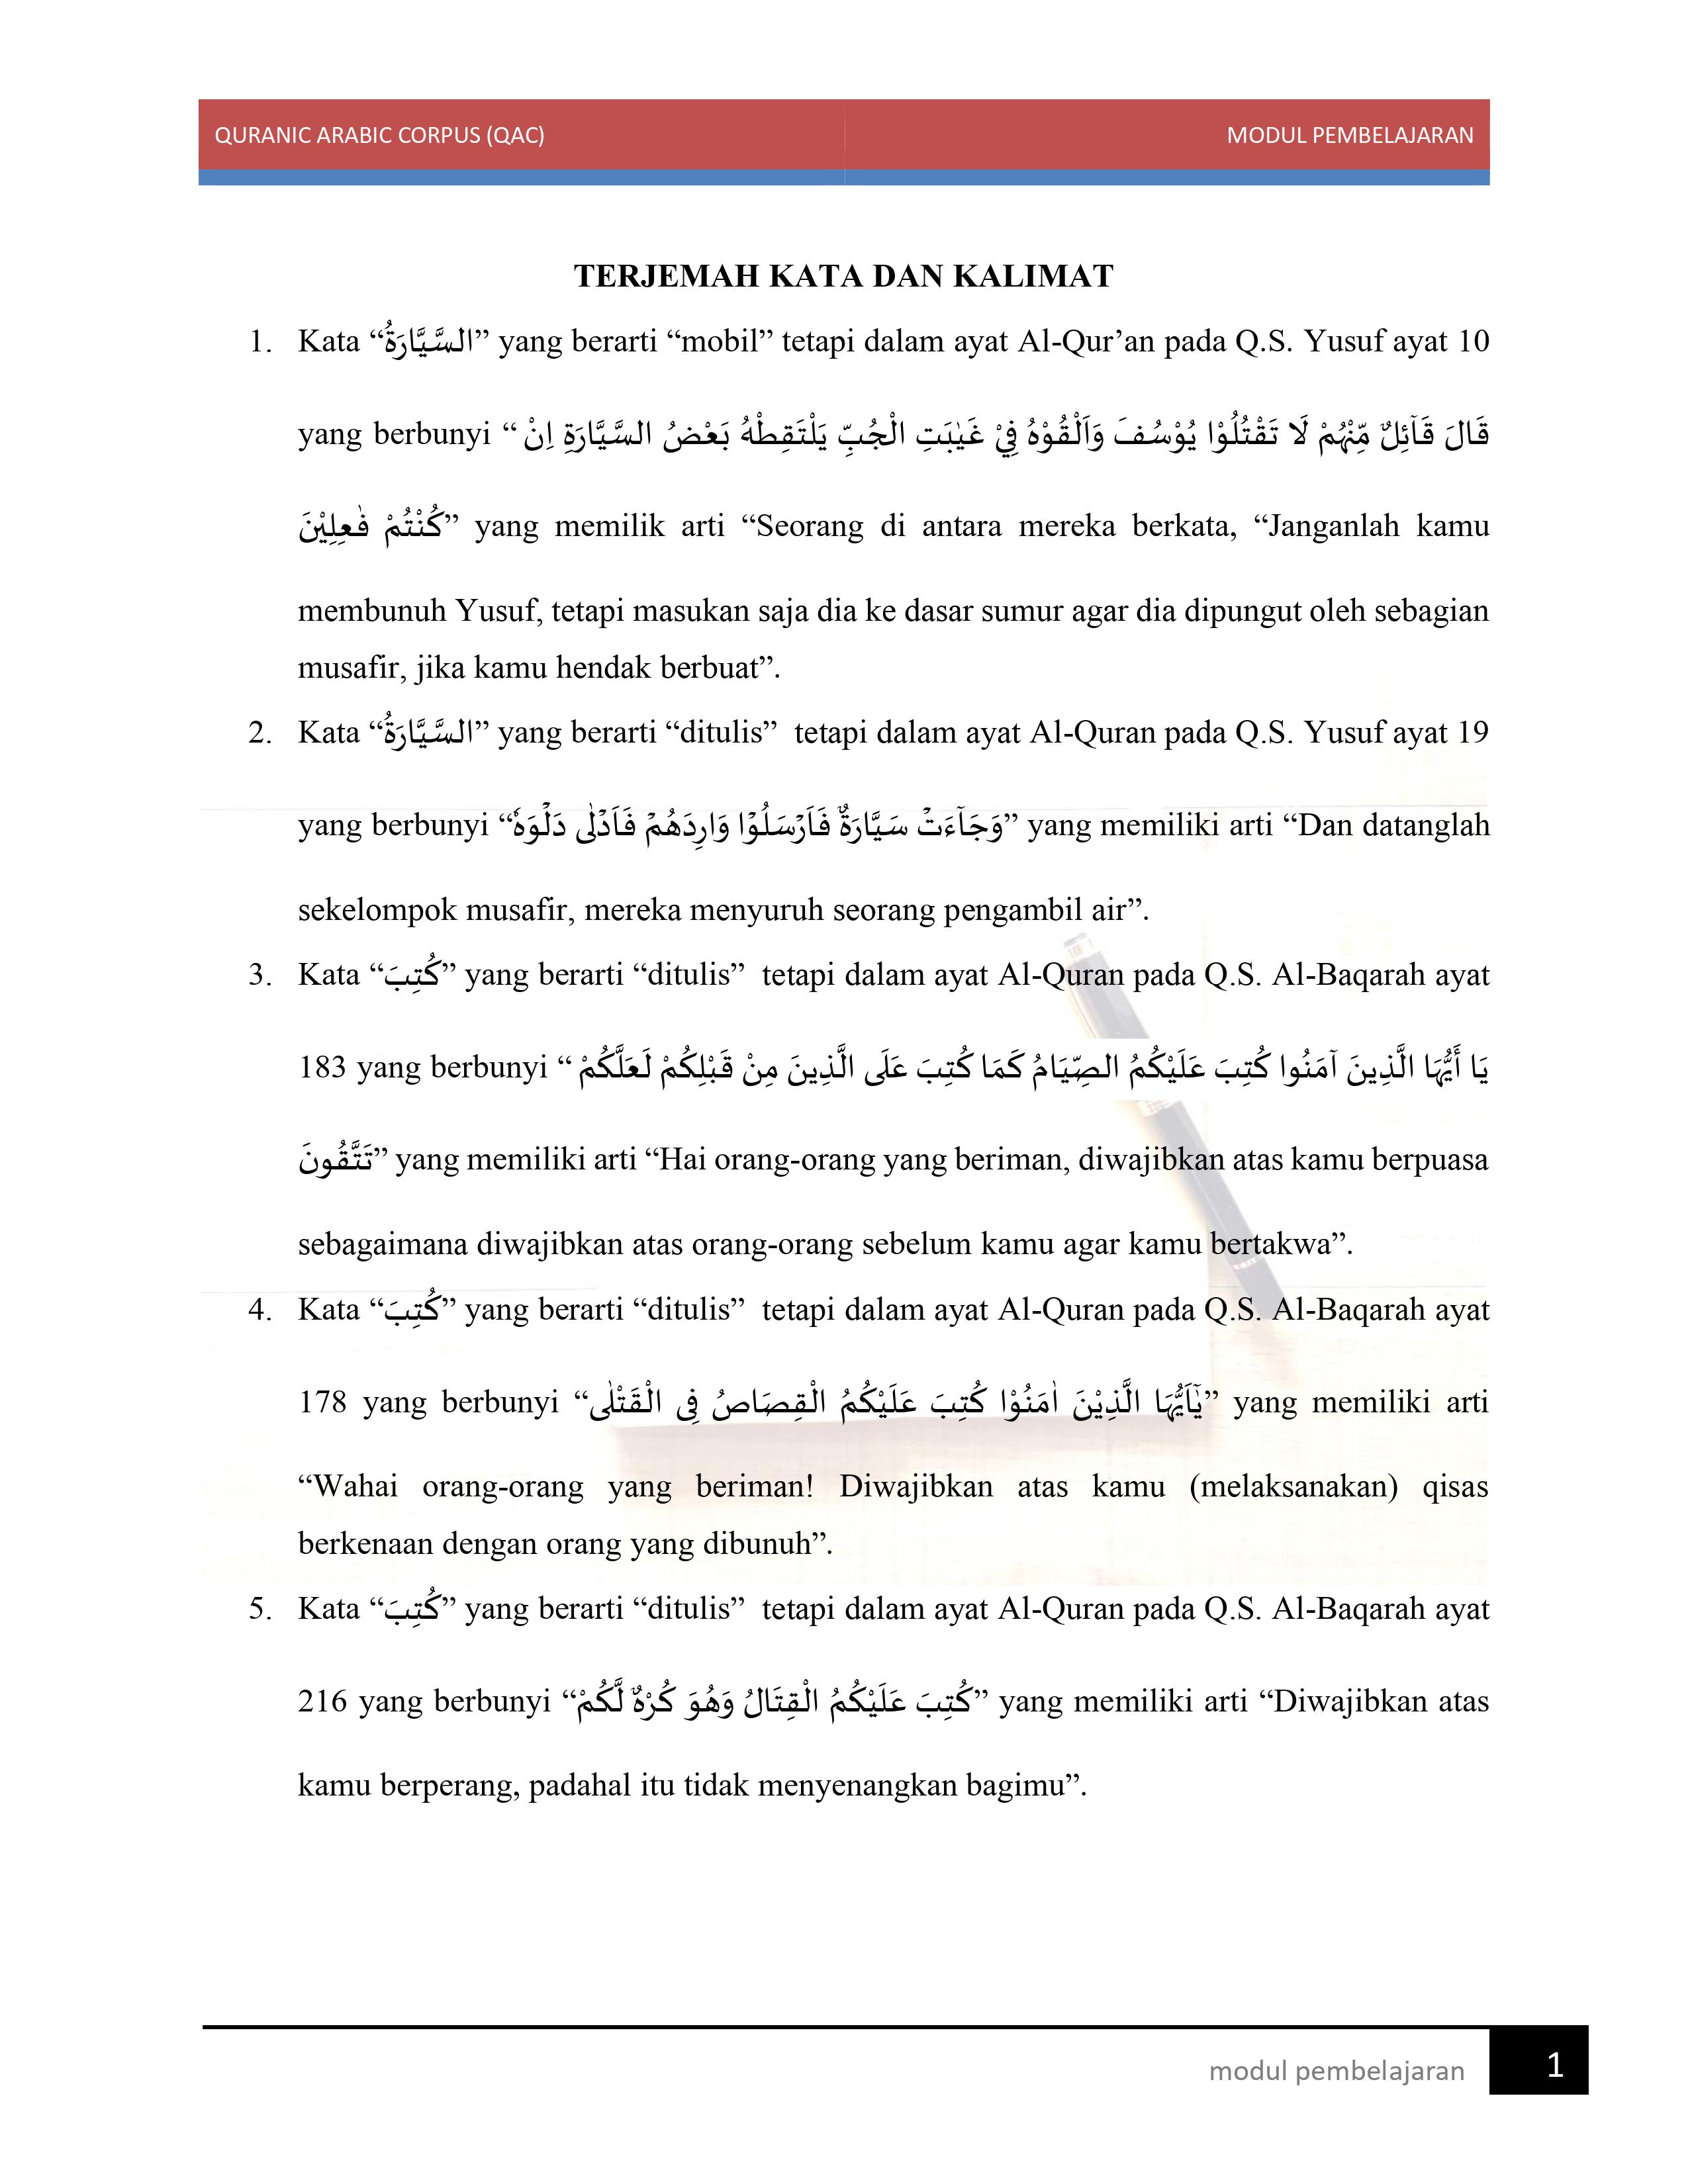 QURANIC ARABIC CORPUS (QAC) MODUL PEMBELAJARAN
TERJEMAH KATA DAN KALIMAT
1. Kata “السَّيَّارَةُ” yang berarti “mobil” tetapi dalam ayat Al-Qur’an pada Q.S. Yusuf ayat 10
yang berbunyi “ قَالَ قَآئِلٌ مِّنْهُمْ لَا تَقْتُلُوْا يُوْسُفَ وَاَلْقُوْهُ فِيْ غَيٰبَتِ الْجُبِّ يَلْتَقِطْهُ بَعْضُ السَّيَّارَةِ اِنْ
كُنْتُمْ فٰعِلِيْنَ” yang memilik arti “Seorang di antara mereka berkata, “Janganlah kamu
membunuh Yusuf, tetapi masukan saja dia ke dasar sumur agar dia dipungut oleh sebagian
musafir, jika kamu hendak berbuat”.
2. Kata “السَّيَّارَةُ” yang berarti “ditulis”  tetapi dalam ayat Al-Quran pada Q.S. Yusuf ayat 19
yang berbunyi “وَجَآءَتْ سَيَّارَةٌ فَاَرْسَلُوْا وَارِدَهُمْ فَاَدْلٰى دَلْوَهٗ” yang memiliki arti “Dan datanglah
sekelompok musafir, mereka menyuruh seorang pengambil air”.
3. Kata “كُتِبَ” yang berarti “ditulis”  tetapi dalam ayat Al-Quran pada Q.S. Al-Baqarah ayat
183 yang berbunyi “ يَا أَيُّهَا الَّذِينَ آمَنُوا كُتِبَ عَلَيْكُمُ الصِّيَامُ كَمَا كُتِبَ عَلَى الَّذِينَ مِنْ قَبْلِكُمْ لَعَلَّكُمْ
تَتَّقُونَ” yang memiliki arti “Hai orang-orang yang beriman, diwajibkan atas kamu berpuasa
sebagaimana diwajibkan atas orang-orang sebelum kamu agar kamu bertakwa”.
4. Kata “كُتِبَ” yang berarti “ditulis”  tetapi dalam ayat Al-Quran pada Q.S. Al-Baqarah ayat
178 yang berbunyi “يٰٓاَيُّهَا الَّذِيْنَ اٰمَنُوْا كُتِبَ عَلَيْكُمُ الْقِصَاصُ فِى الْقَتْلٰى” yang memiliki arti
“Wahai orang-orang yang beriman! Diwajibkan atas kamu (melaksanakan) qisas
berkenaan dengan orang yang dibunuh”.
5. Kata “كُتِبَ” yang berarti “ditulis”  tetapi dalam ayat Al-Quran pada Q.S. Al-Baqarah ayat
216 yang berbunyi “كُتِبَ عَلَيْكُمُ الْقِتَالُ وَهُوَ كُرْهٌ لَّكُمْ” yang memiliki arti “Diwajibkan atas
kamu berperang, padahal itu tidak menyenangkan bagimu”.
modul pembelajaran 1